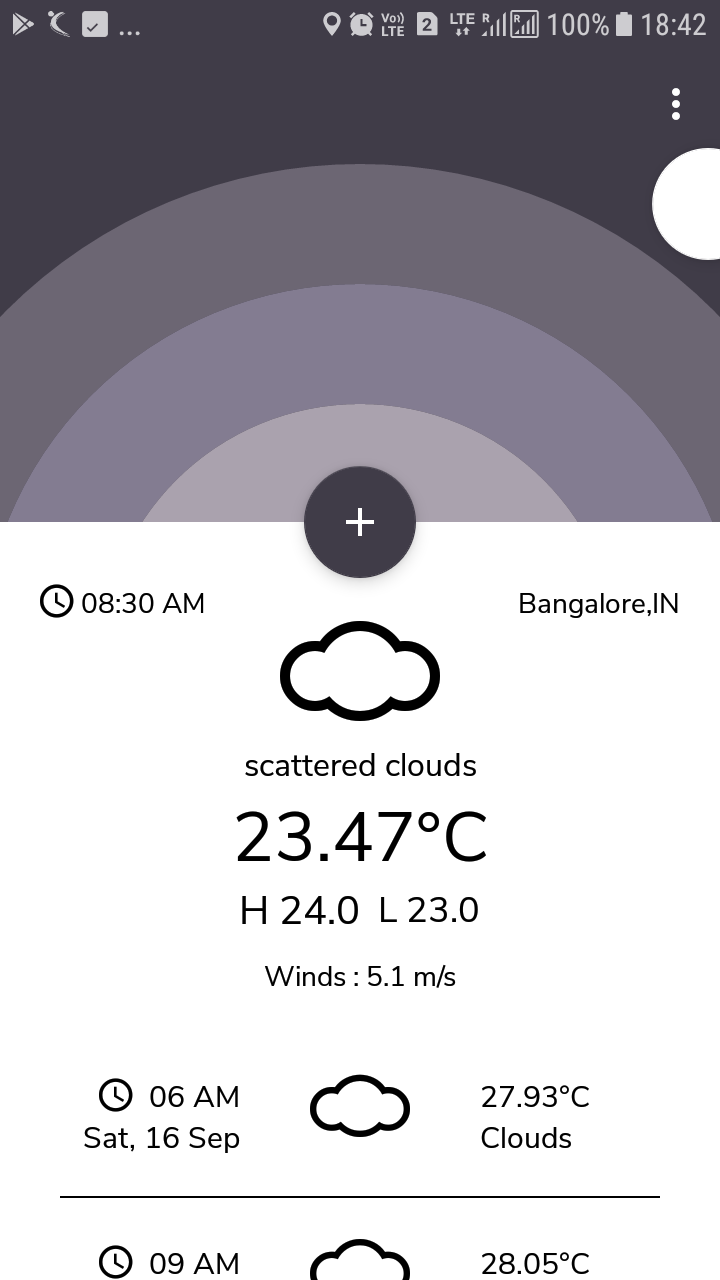 ... Vo)) LTE 2 LTE R R 100% 18:42
08:30 AM Bangalore,IN
scattered clouds
23.47°C
H 24.0 L 23.0
Winds : 5.1 m/s
06 AM 27.93°C
Sat, 16 Sep Clouds
09 AM 28.05°C